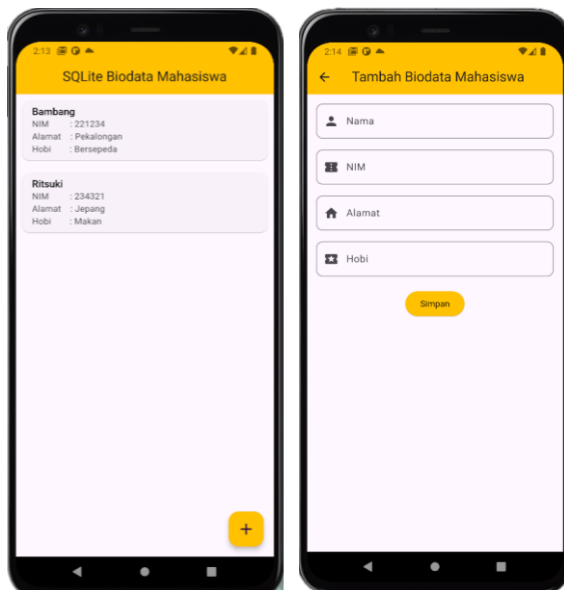 2:13
SQLite Biodata Mahasiswa
Bambang
NIM : 221234
Alamat : Pekalongan
Hobi : Bersepeda
Ritsuki
NIM : 234321
Alamat : Jepang
Hobi : Makan
+
2:14
Tambah Biodata Mahasiswa
Nama
NIM
Alamat
Hobi
Simpan